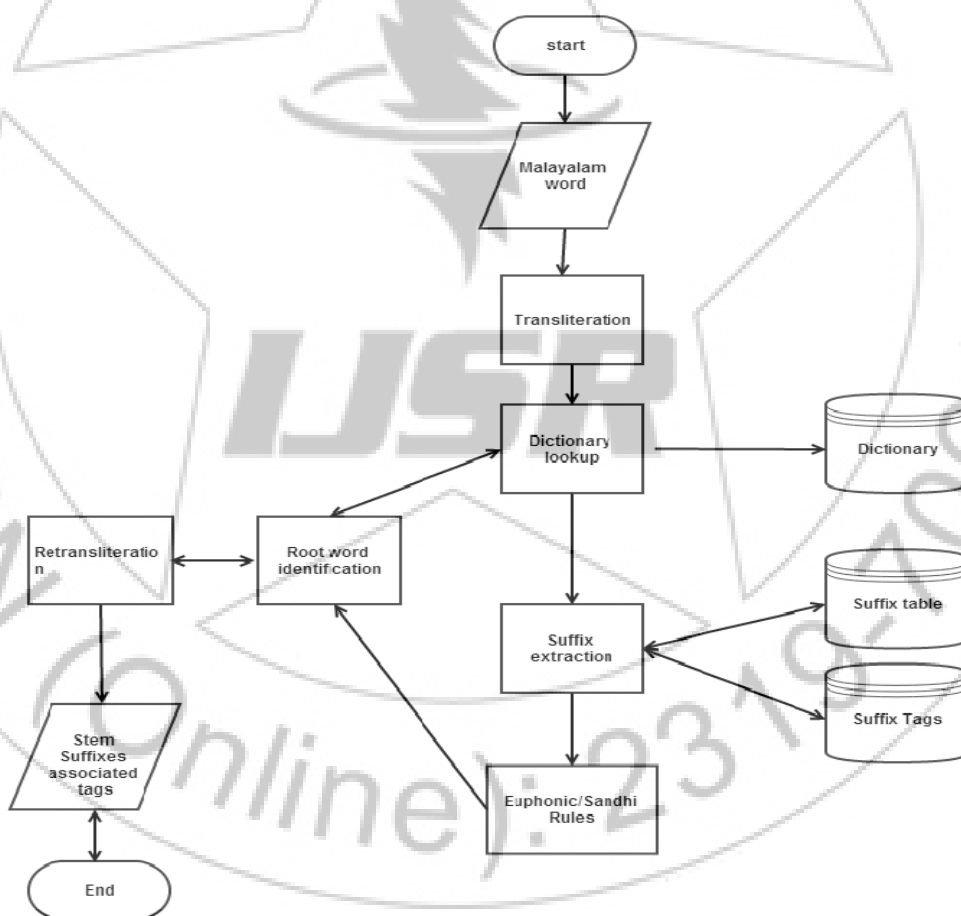 start
Malayalam
word
Transliteration
IJSR
Dictionary
lookup
Dictionary
Retransliteratio
n
Root word
identification
Suffix
extraction
Suffix table
Suffix Tags
Stem
Suffixes
associated
tags
Euphonic/Sandhi
Rules
End
(Online): 2319-70